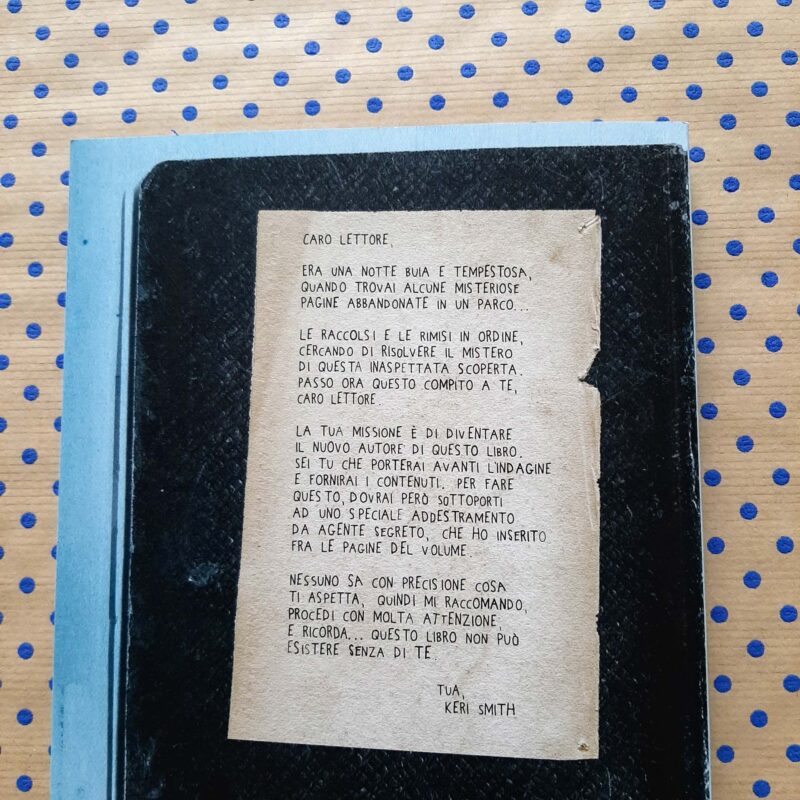 CARO LETTORE,
ERA UNA NOTTE BUIA E TEMPESTOSA,
QUANDO TROVAI ALCUNE MISTERIOSE
PAGINE ABBANDONATE IN UN PARCO...
LE RACCOLSI E LE RIMISI IN ORDINE,
CERCANDO DI RISOLVERE IL MISTERO
DI QUESTA INASPETTATA SCOPERTA.
PASSO ORA QUESTO COMPITO A TE,
CARO LETTORE.
LA TUA MISSIONE È DI DIVENTARE
IL NUOVO AUTORE DI QUESTO LIBRO.
SEI TU CHE PORTERAI AVANTI L'INDAGINE
E FORNIRAI I CONTENUTI. PER FARE
QUESTO, DOVRAI PERÒ SOTTOPORTI
AD UNO SPECIALE ADDESTRAMENTO
DA AGENTE SEGRETO, CHE HO INSERITO
FRA LE PAGINE DEL VOLUME.
NESSUNO SA CON PRECISIONE COSA
TI ASPETTA, QUINDI MI RACCOMANDO,
PROCEDI CON MOLTA ATTENZIONE,
E RICORDA... QUESTO LIBRO NON PUÒ
ESISTERE SENZA DI TE.
TUA,
KERI SMITH